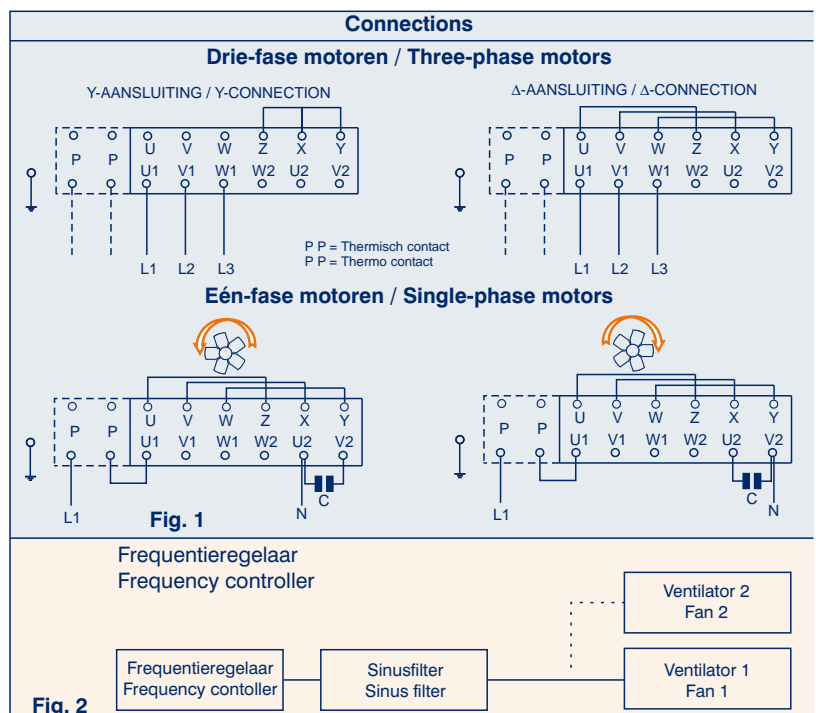 Connections
Drie-fase motoren / Three-phase motors
Y-AANSLUITING / Y-CONNECTION
Δ-AANSLUITING / Δ-CONNECTION
P P U V W Z X Y
U1 V1 W1 W2 U2 V2
L1 L2 L3
P P U V W Z X Y
U1 V1 W1 W2 U2 V2
L1 L2 L3
P P = Thermisch contact
P P = Thermo contact
Eén-fase motoren / Single-phase motors
P P U V W Z X Y
U1 V1 W1 W2 U2 V2
C
L1 N
P P U V W Z X Y
U1 V1 W1 W2 U2 V2
C
L1 N
Fig. 1
Frequentieregelaar
Frequency controller
Ventilator 2
Fan 2
Frequentieregelaar
Frequency contoller
Sinusfilter
Sinus filter
Ventilator 1
Fan 1
Fig. 2